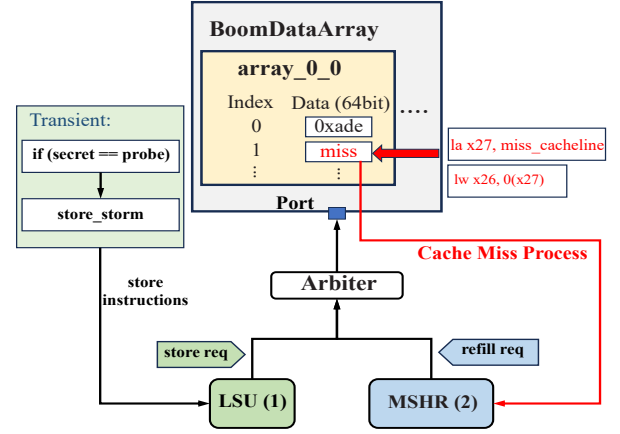 BoomDataArray
array_0_0
Index Data (64bit)
0 0xade
1 miss
⋮ ⋮
....
Transient:
if (secret == probe)
store_storm
la x27, miss_cacheline
lw x26, 0(x27)
Port
Cache Miss Process
store
instructions
Arbiter
store req
refill req
LSU (1)
MSHR (2)